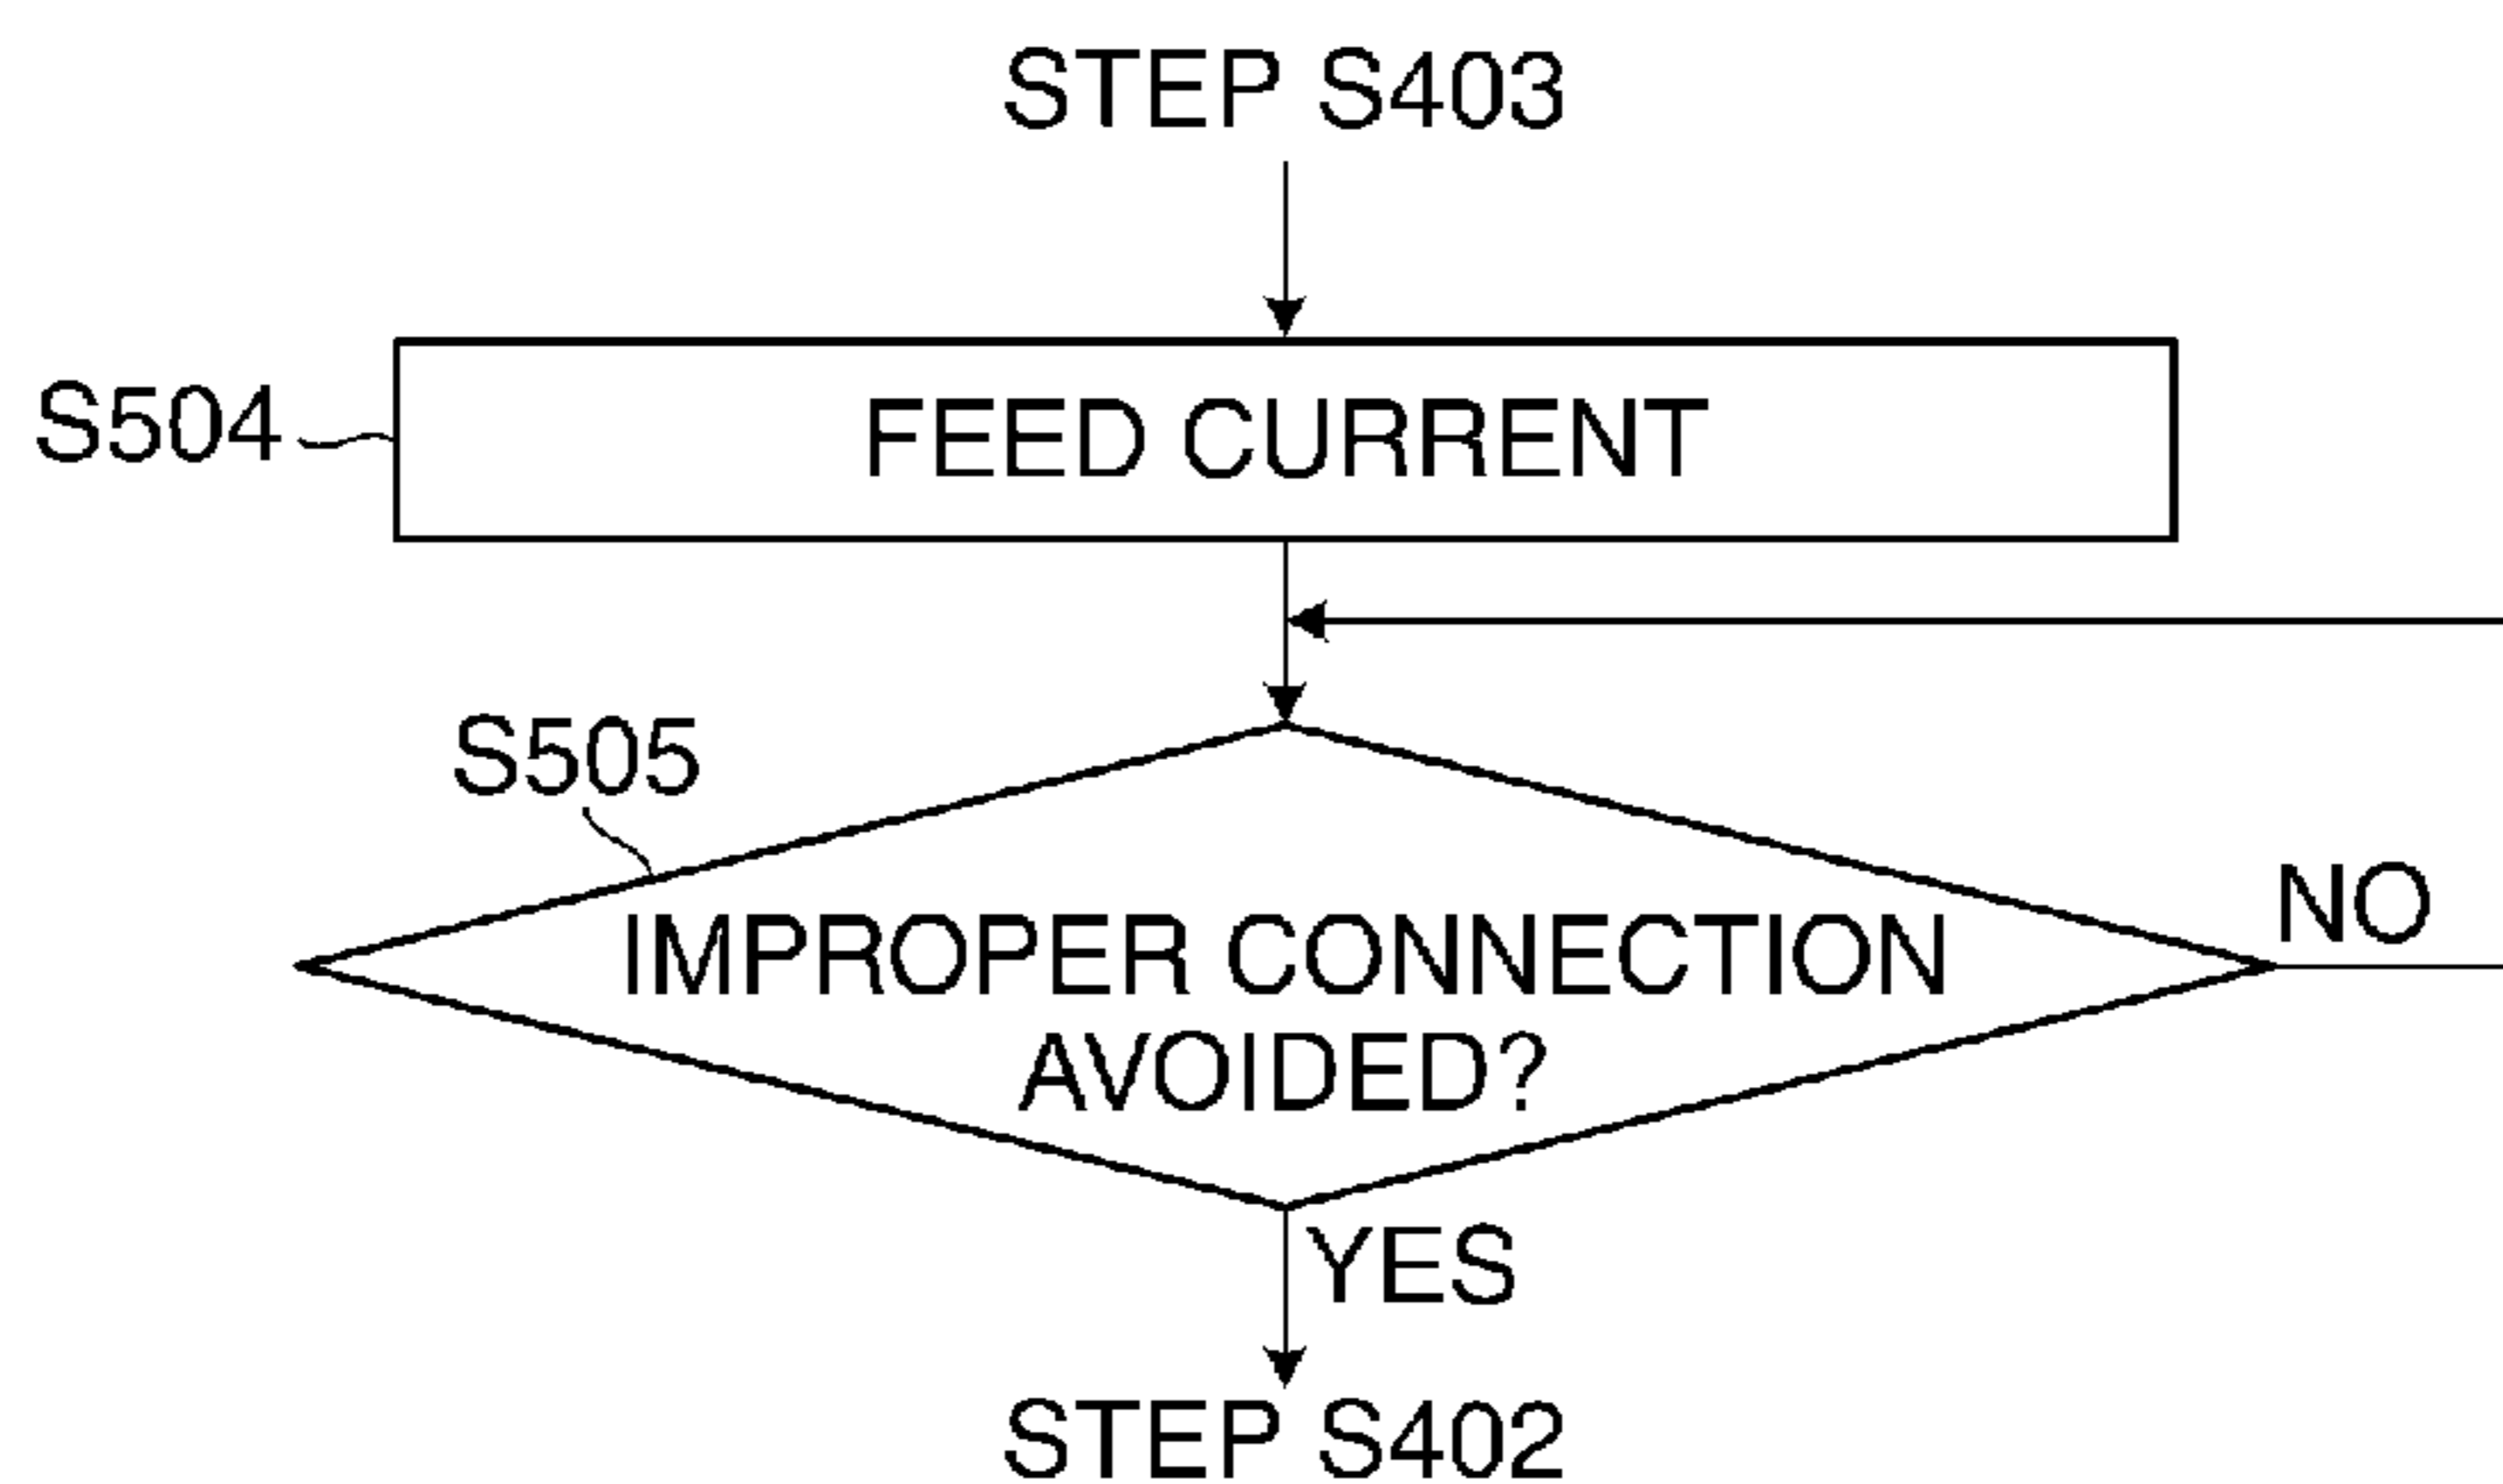 STEP S403
S504
FEED CURRENT
S505
IMPROPER CONNECTION
AVOIDED?
NO
YES
STEP S402